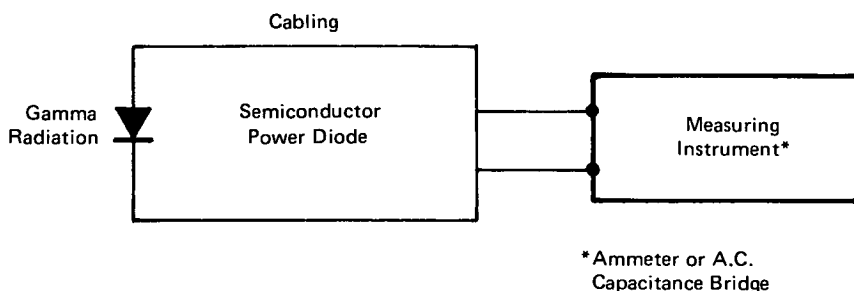 Cabling
Gamma
Radiation
Semiconductor
Power Diode
Measuring
Instrument*
*Ammeter or A.C.
Capacitance Bridge